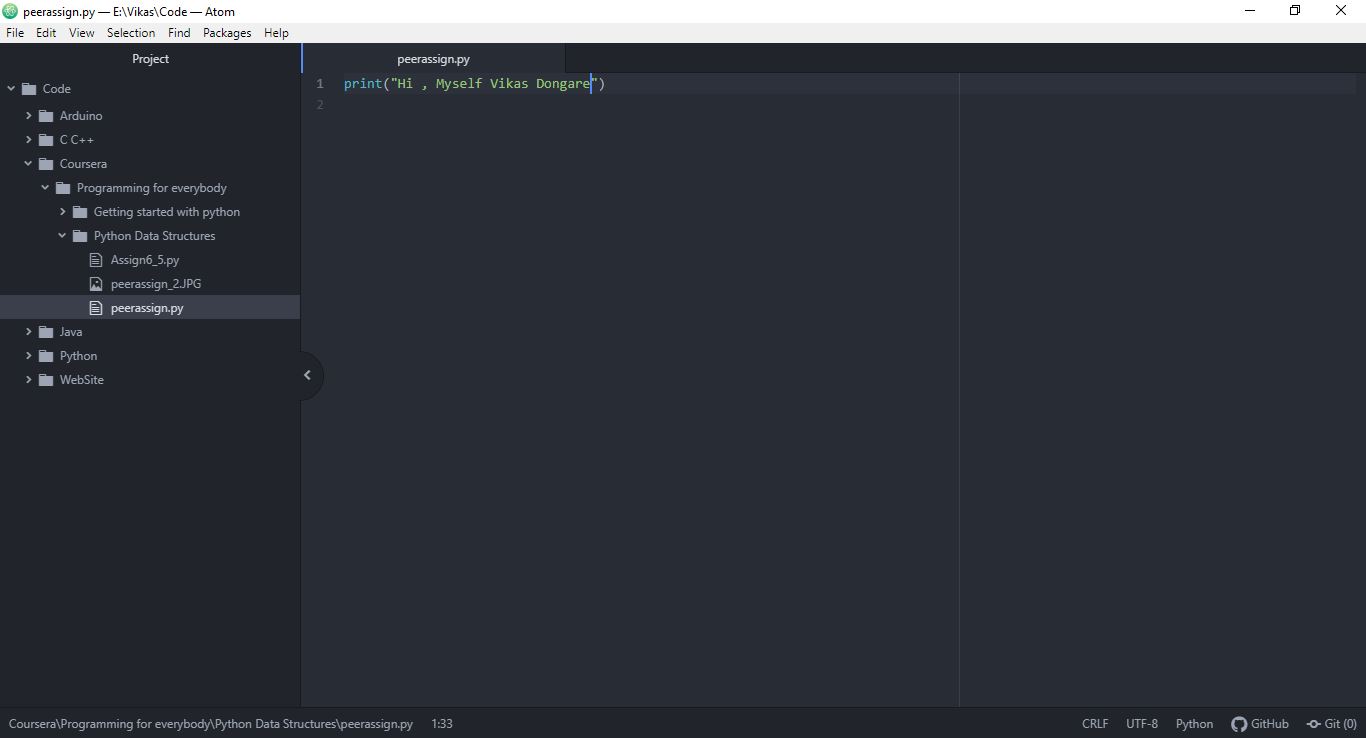 peerassign.py — E:\Vikas\Code — Atom
File Edit View Selection Find Packages Help
Project
peerassign.py
Code
Arduino
C C++
Coursera
Programming for everybody
Getting started with python
Python Data Structures
Assign6_5.py
peerassign_2.JPG
peerassign.py
Java
Python
WebSite
1 print("Hi , Myself Vikas Dongare")
2
Coursera\Programming for everybody\Python Data Structures\peerassign.py 1:33 CRLF UTF-8 Python GitHub Git (0)